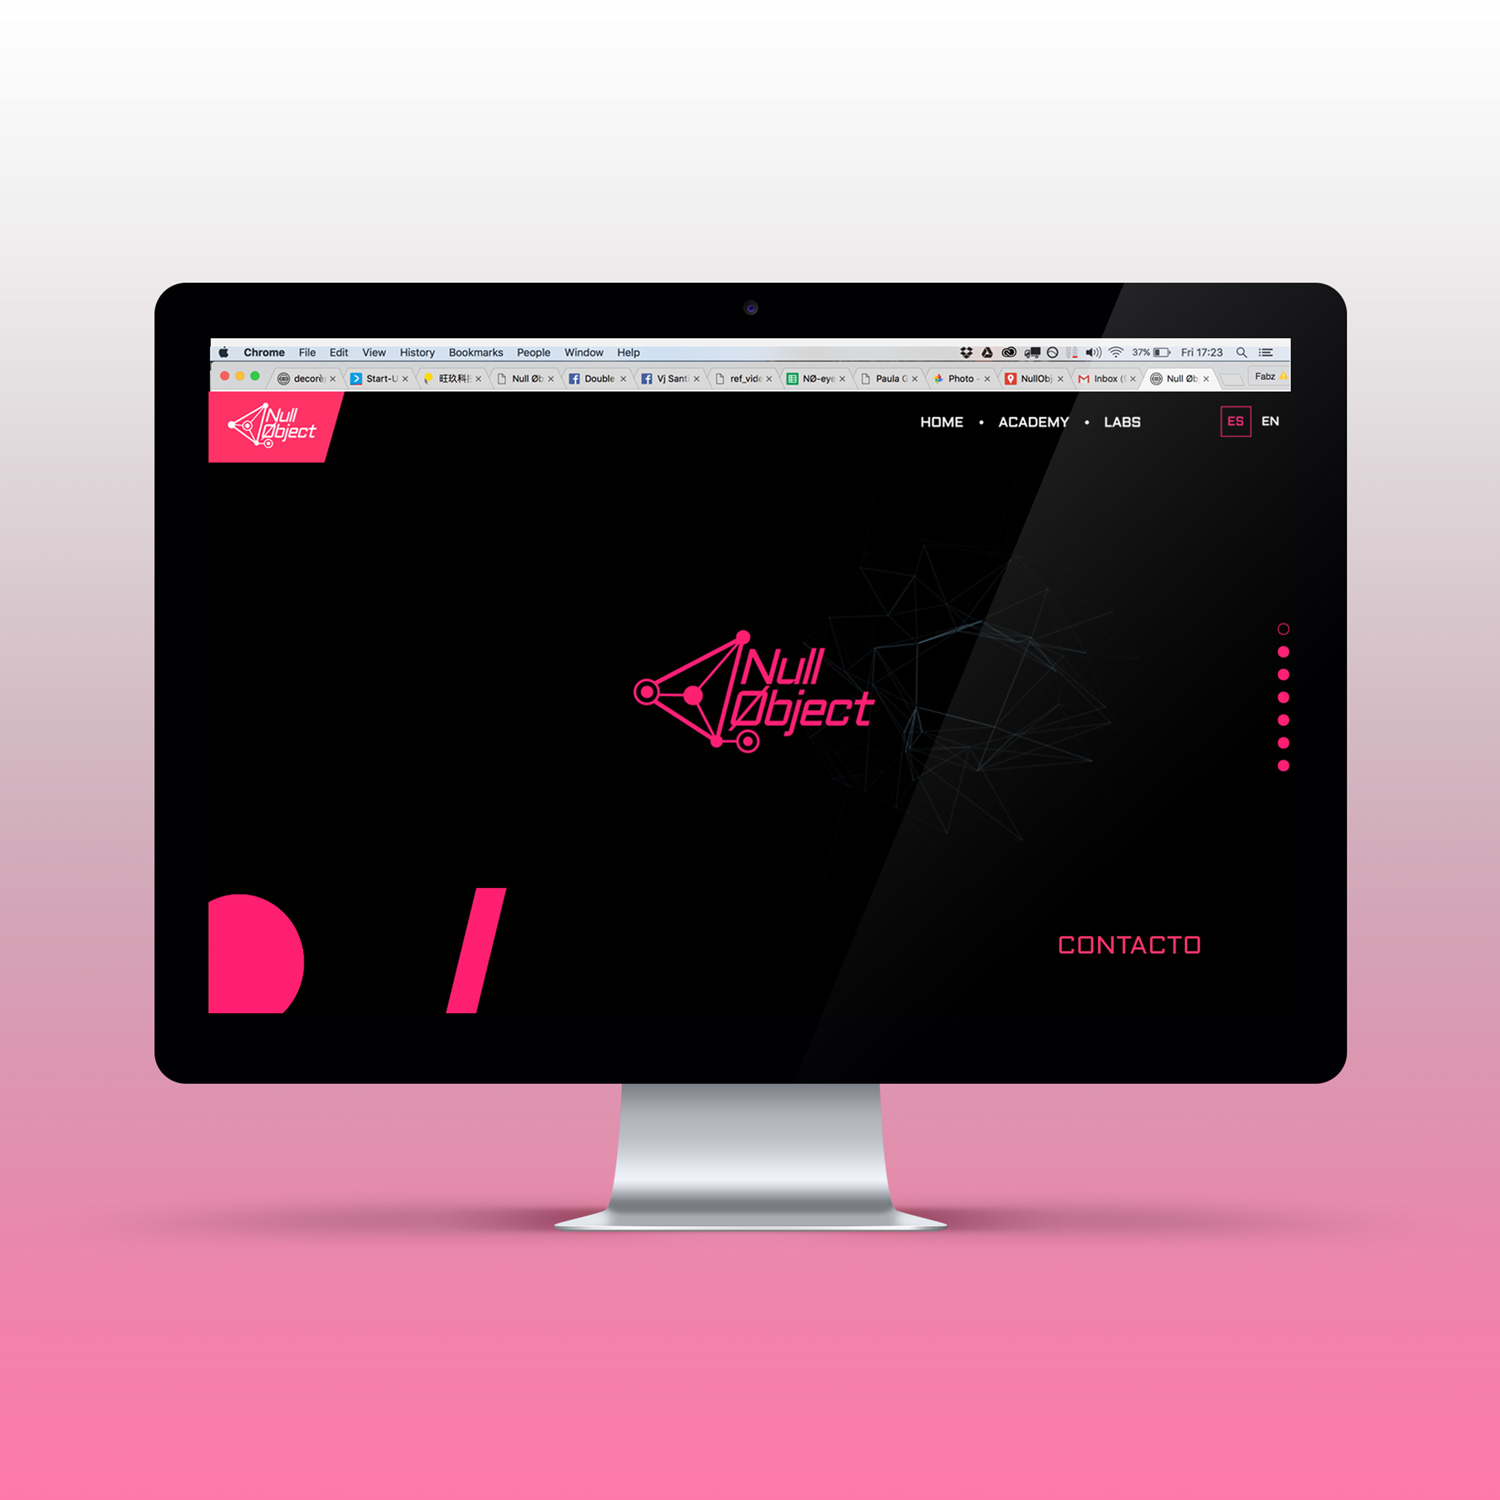 Chrome File Edit View History Bookmarks People Window Help 37% Fri 17:23
decorè Start-U 旺玖科技 Null Øb Double Vj Santi ref_vide NØ-eye Paula G Photo - NullObj Inbox ( Null Øb Fabz
Null
Øbject
HOME • ACADEMY • LABS ES EN
Null
Øbject
CONTACTO